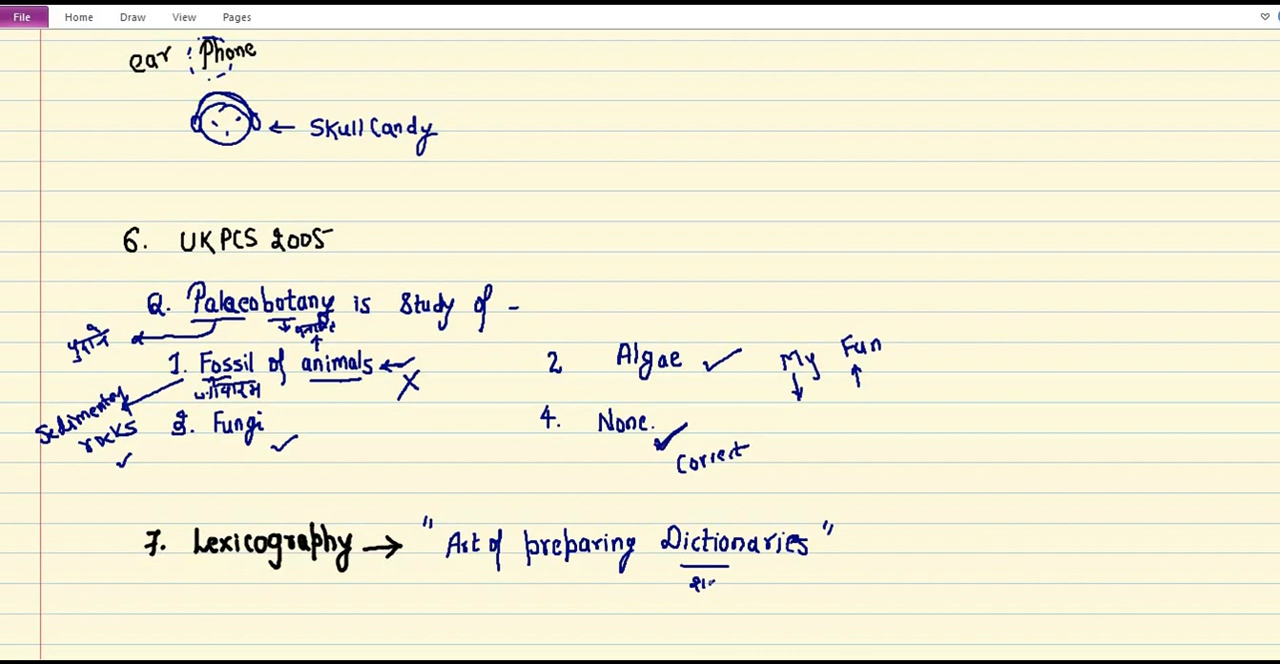 File Home Draw View Pages
ear Phone
← Skull Candy
6. UKPCS 2005
Q. Palaeobotany is Study of -
पुराने
1. Fossil of animals ← X
2 Algae ✓
My Fun
जीवाश्म
Sedimentary rocks ✓
3. Fungi ✓
4. None. ✓
Correct
7. Lexicography → "Art of preparing Dictionaries"